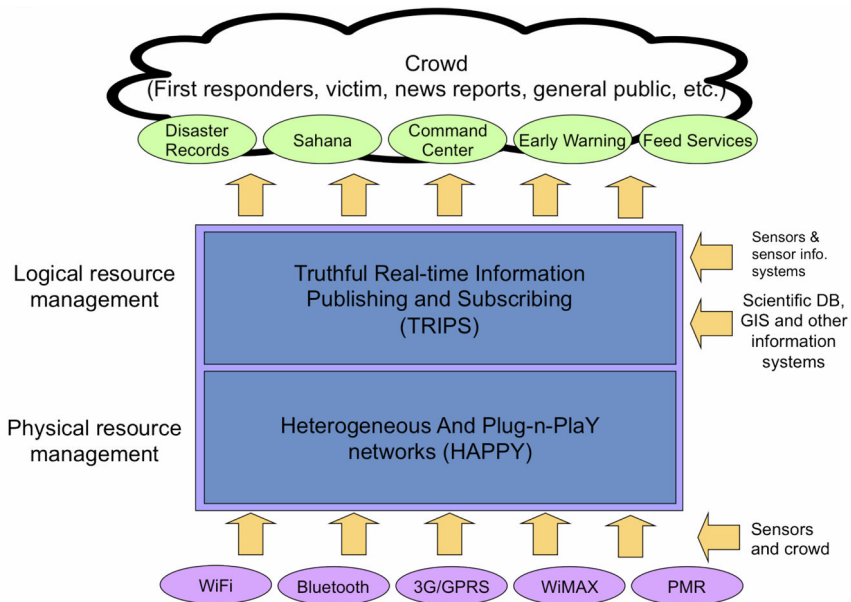 Crowd
(First responders, victim, news reports, general public, etc.)
Disaster
Records
Sahana
Command
Center
Early Warning
Feed Services
Logical resource
management
Truthful Real-time Information
Publishing and Subscribing
(TRIPS)
Sensors &
sensor info.
systems
Scientific DB,
GIS and other
information
systems
Physical resource
management
Heterogeneous And Plug-n-PlaY
networks (HAPPY)
Sensors
and crowd
WiFi
Bluetooth
3G/GPRS
WiMAX
PMR